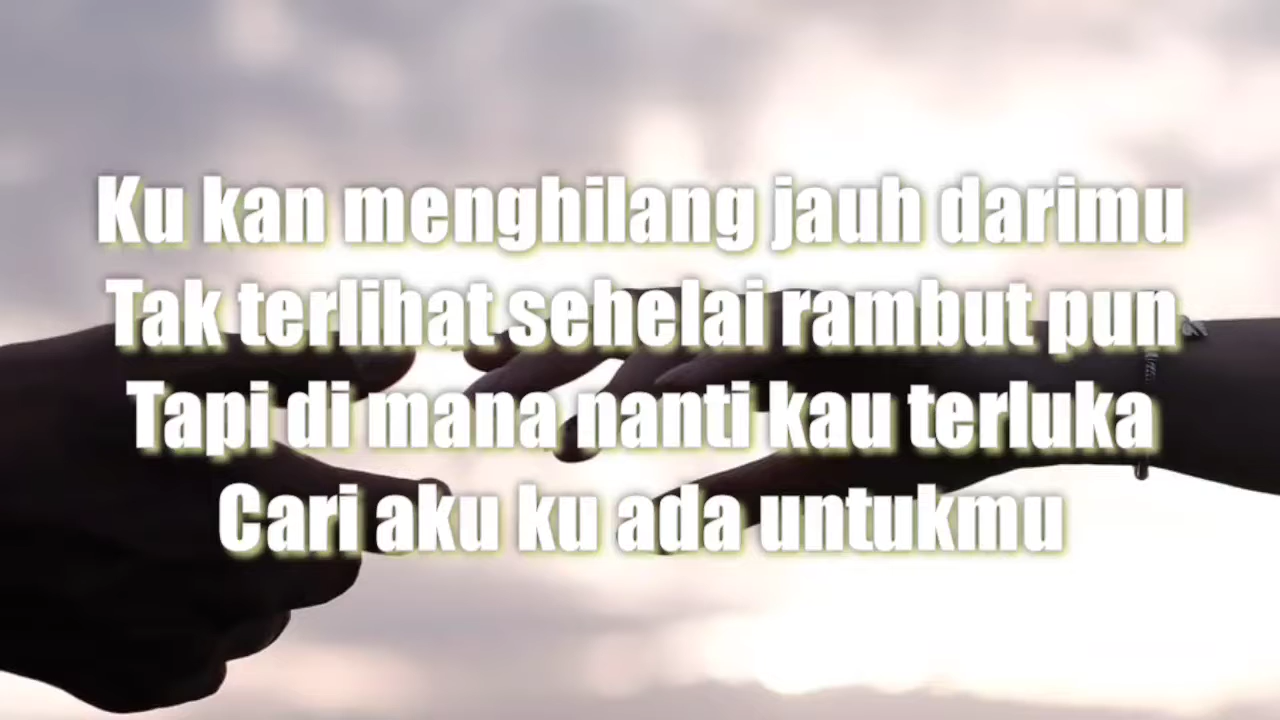 Ku kan menghilang jauh darimu
Tak terlihat sehelai rambut pun
Tapi di mana nanti kau terluka
Cari aku ku ada untukmu